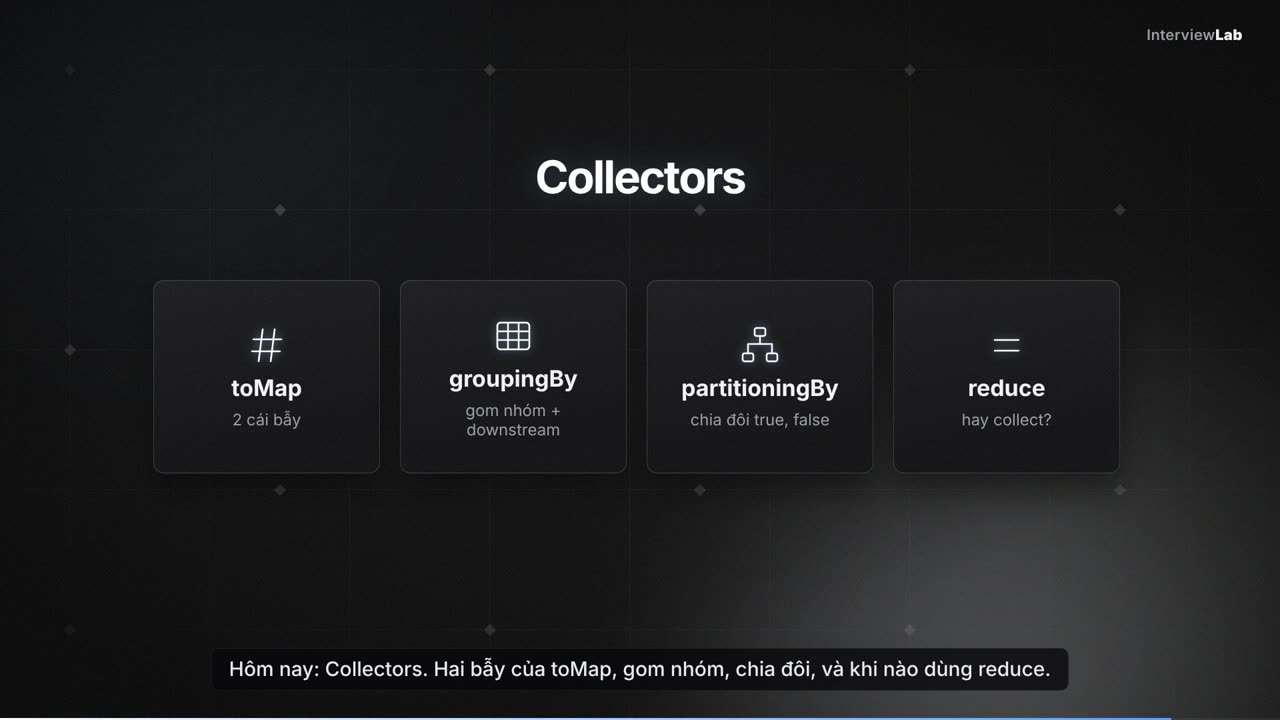 InterviewLab
Collectors
toMap
2 cái bẫy
groupingBy
gom nhóm +
downstream
partitioningBy
chia đôi true, false
reduce
hay collect?
Hôm nay: Collectors. Hai bẫy của toMap, gom nhóm, chia đôi, và khi nào dùng reduce.